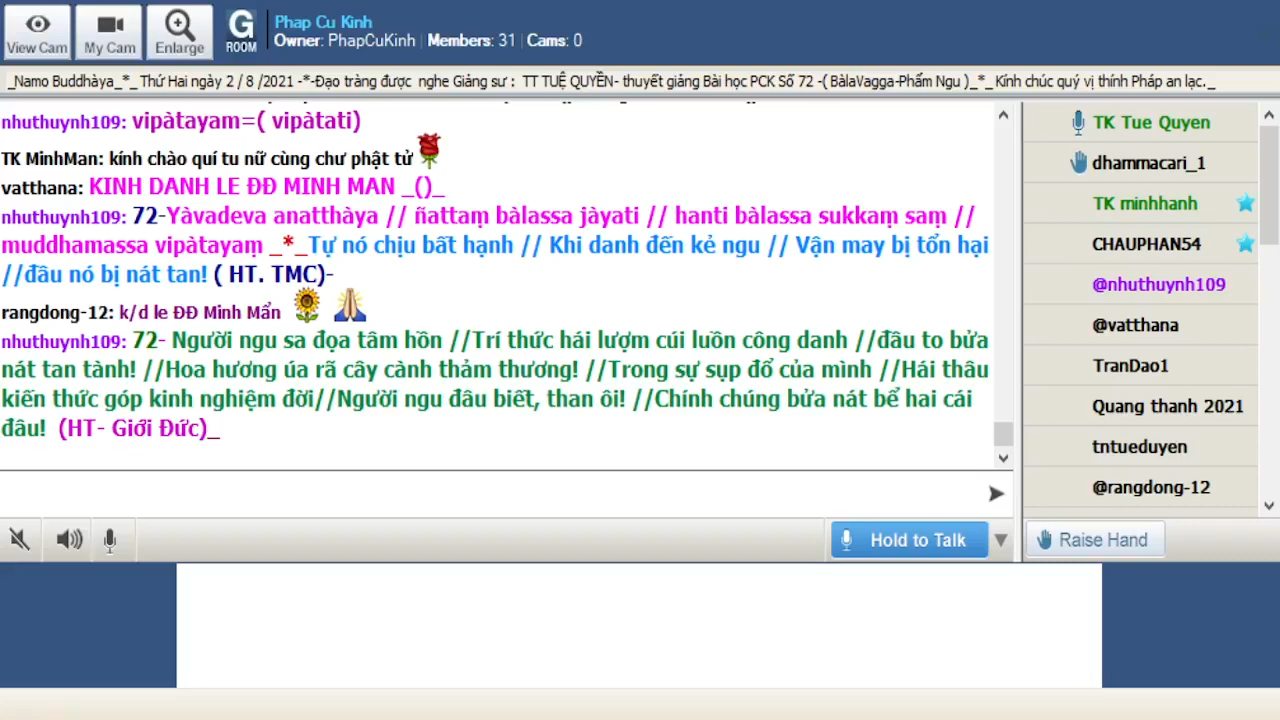 View Cam
My Cam
Enlarge
G
ROOM
Phap Cu Kinh
Owner: PhapCuKinh | Members: 31 | Cams: 0
_Namo Buddhàya_*_ Thứ Hai ngày 2 / 8 /2021 -*-Đạo tràng được nghe Giảng sư : TT TUỆ QUYỀN- thuyết giảng Bài học PCK Số 72 -( BàlaVagga-Phẩm Ngu )_*_ Kính chúc quý vị thính Pháp an lạc._
nhuthuynh109: vipàtayam=( vipàtati)
TK MinhMan: kính chào quí tu nữ cùng chư phật tử
vatthana: KINH DANH LE ĐĐ MINH MAN _()_
nhuthuynh109: 72-Yàvadeva anatthàya // ñattaṃ bàlassa jàyati // hanti bàlassa sukkaṃ saṃ //
muddhamassa vipàtayaṃ _*_Tự nó chịu bất hạnh // Khi danh đến kẻ ngu // Vận may bị tổn hại
//đầu nó bị nát tan! ( HT. TMC)-
rangdong-12: k/d le ĐĐ Minh Mẩn
nhuthuynh109: 72- Người ngu sa đọa tâm hồn //Trí thức hái lượm cúi luồn công danh //đầu to bửa
nát tan tành! //Hoa hương úa rã cây cành thảm thương! //Trong sự sụp đổ của mình //Hái thâu
kiến thức góp kinh nghiệm đời//Người ngu đâu biết, than ôi! //Chính chúng bửa nát bể hai cái
đầu! (HT- Giới Đức)_
TK Tue Quyen
dhammacari_1
TK minhhanh
CHAUPHAN54
@nhuthuynh109
@vatthana
TranDao1
Quang thanh 2021
tntueduyen
@rangdong-12
Hold to Talk
Raise Hand